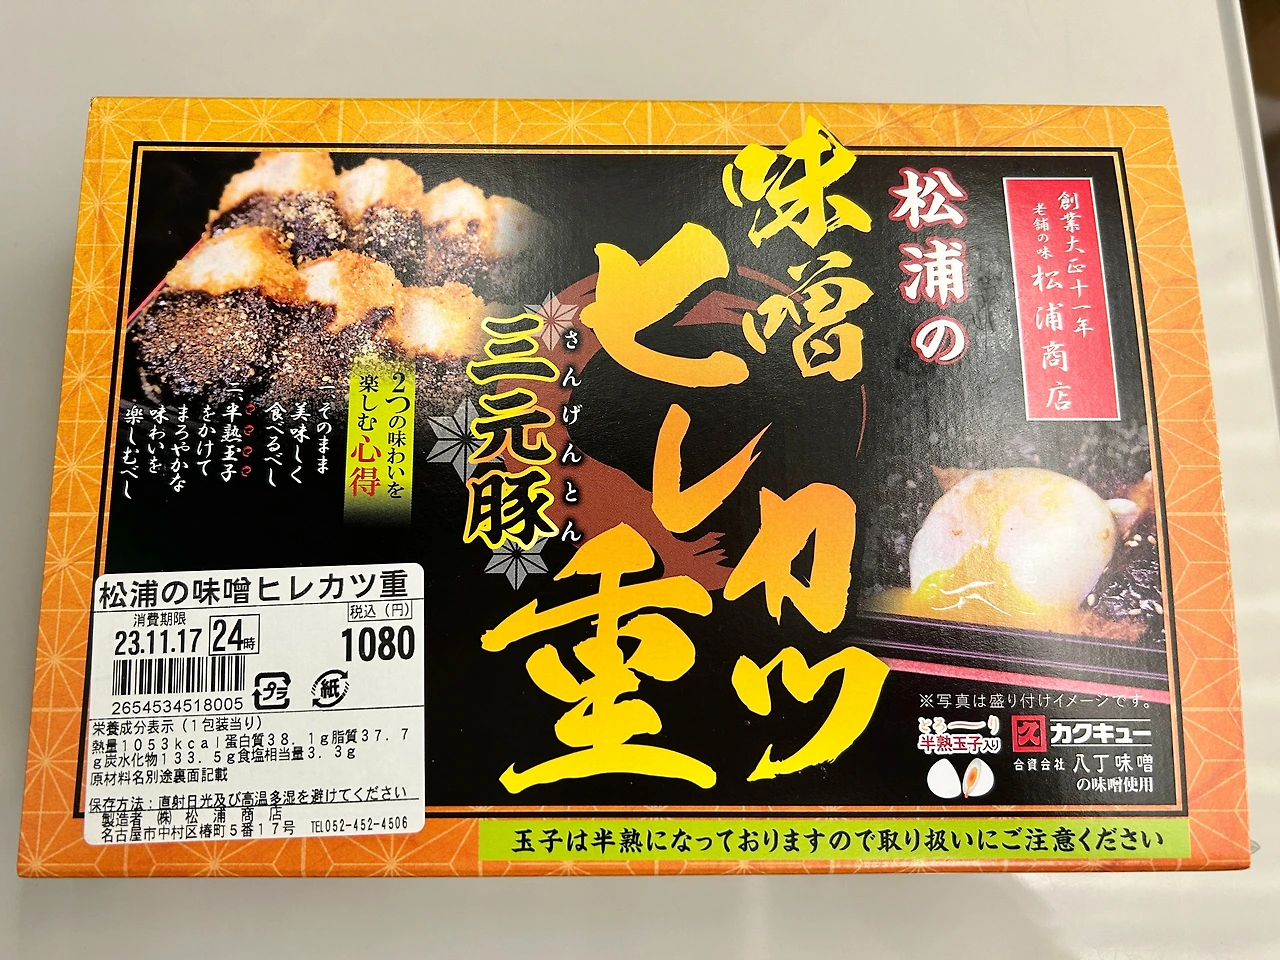 創業大正十一年
老舗の味
松浦商店
松浦の
味噌
ヒレカツ
重
さんげんとん
三元豚
2つの味わいを
楽しむ心得
一、そのまま
美味しく
食べるべし
二、半熟玉子
をかけて
まろやかな
味わいを
楽しむべし
※写真は盛り付けイメージです。
とろ〜り
半熟玉子入り
久 カクキュー
合資会社 八丁味噌
の味噌使用
玉子は半熟になっておりますので取り扱いにご注意ください
松浦の味噌ヒレカツ重
消費期限
税込(円)
23.11.17 24時
1080
プラ
紙
2654534518005
栄養成分表示(1包装当り)
熱量1053kcal蛋白質38.1g脂質37.7
g炭水化物133.5g食塩相当量3.3g
原材料名別途裏面記載
保存方法:直射日光及び高温多湿を避けてください
製造者 ㈱ 松浦商店
名古屋市中村区椿町5番17号 TEL052-452-4506